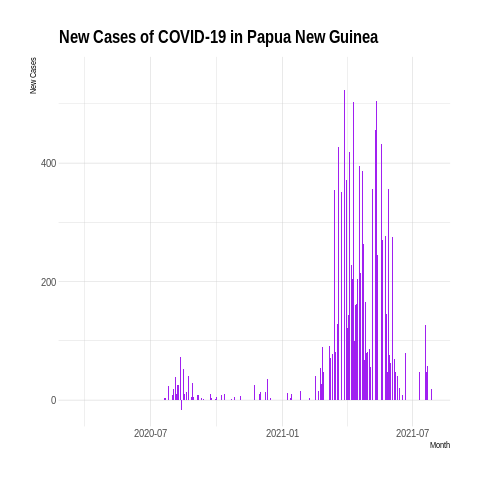 New Cases of COVID-19 in Papua New Guinea
New Cases
400
200
0
2020-07
2021-01
2021-07
Month